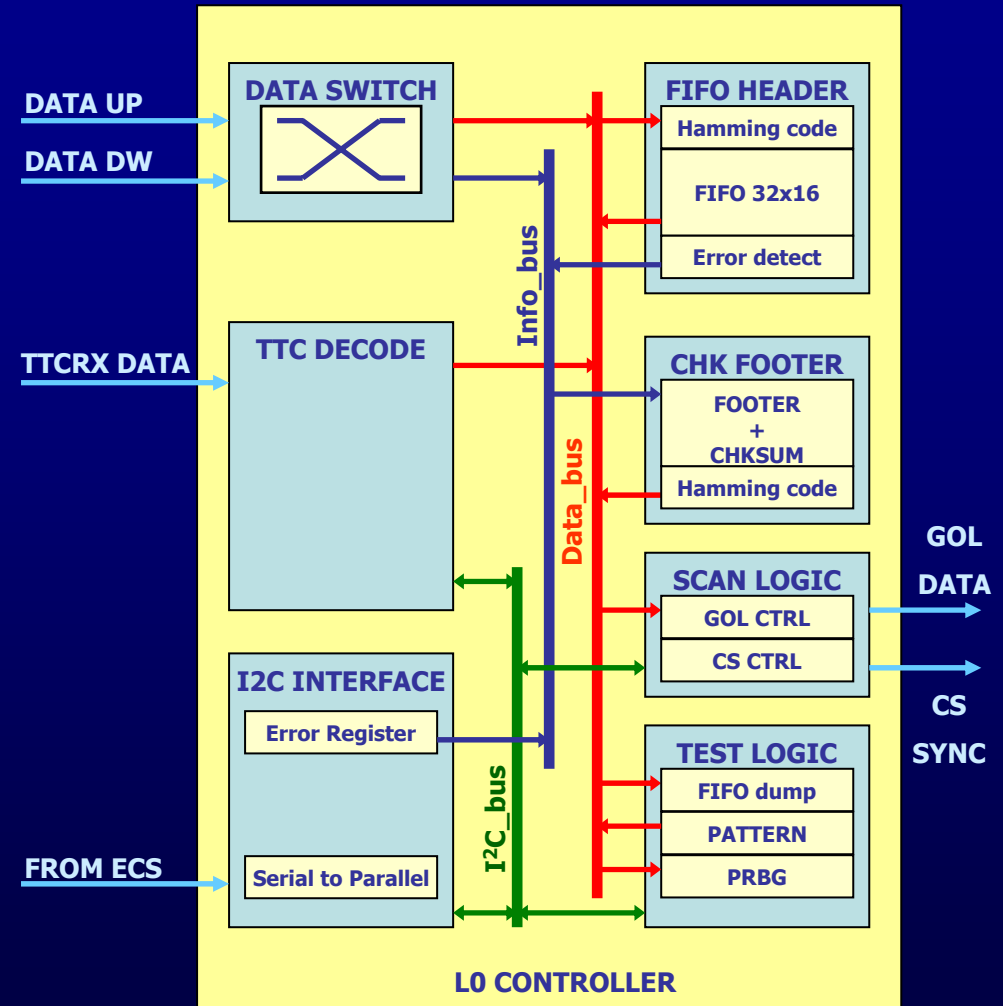 DATA UP
DATA DW
TTCRX DATA
FROM ECS
DATA SWITCH
TTC DECODE
I2C INTERFACE
Error Register
Serial to Parallel
Info_bus
Data_bus
I²C_bus
FIFO HEADER
Hamming code
FIFO 32x16
Error detect
CHK FOOTER
FOOTER
+
CHKSUM
Hamming code
SCAN LOGIC
GOL CTRL
CS CTRL
TEST LOGIC
FIFO dump
PATTERN
PRBG
GOL
DATA
CS
SYNC
L0 CONTROLLER